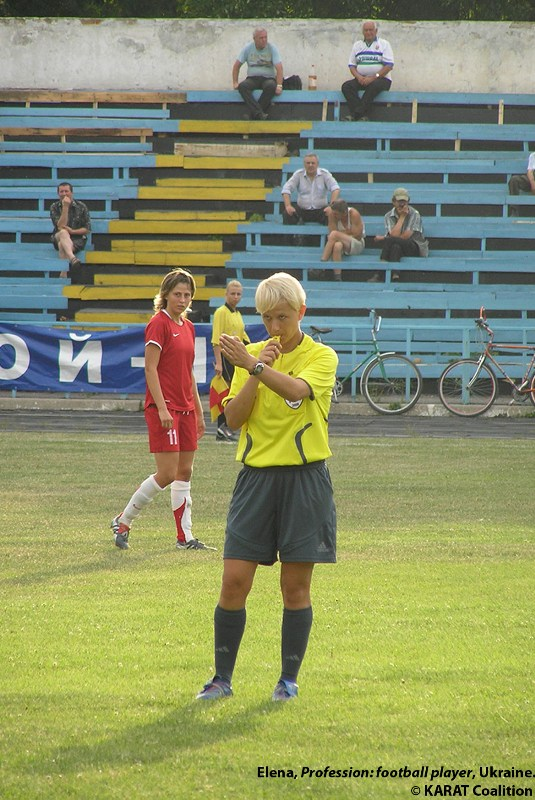 ОЙ -
11
Elena, Profession: football player, Ukraine.
© KARAT Coalition